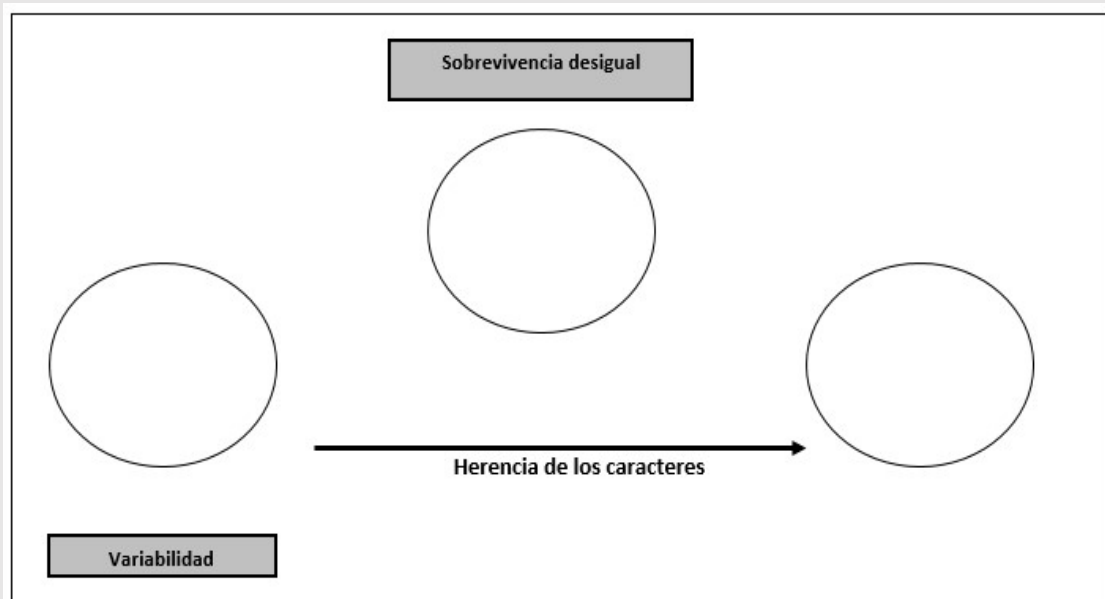 Sobrevivencia desigual
Herencia de los caracteres
Variabilidad